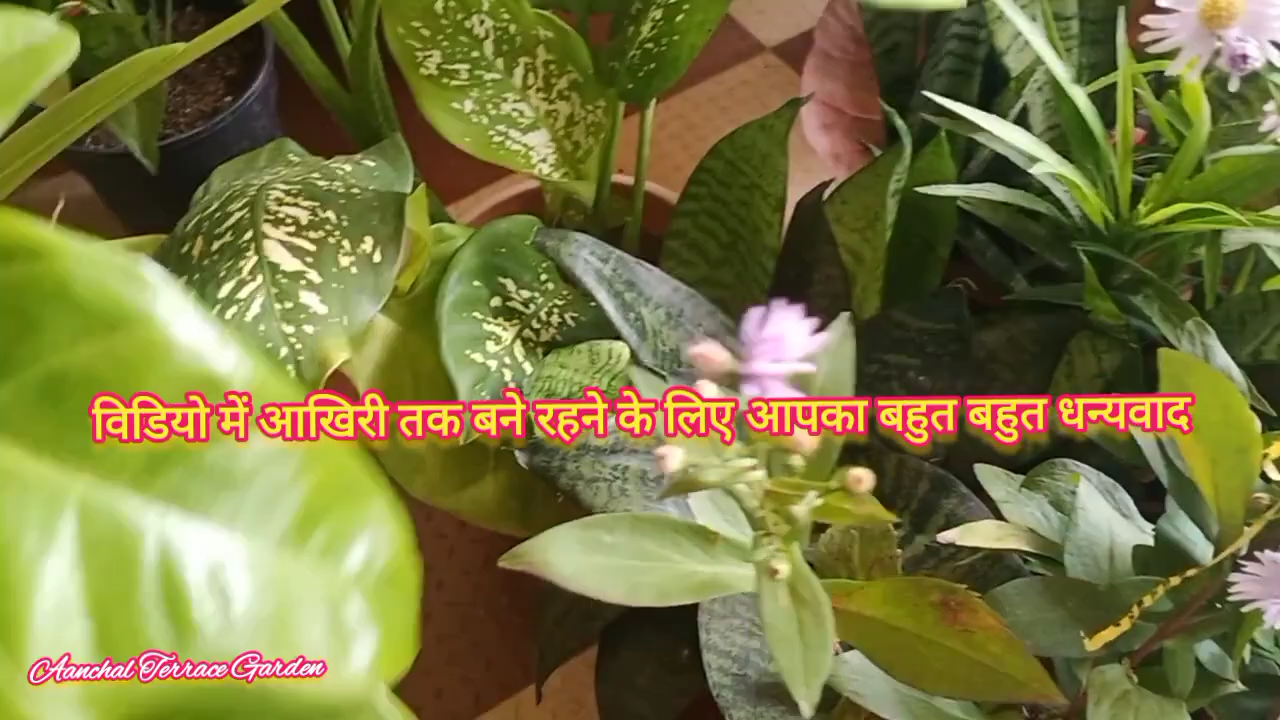 विडियो में आखिरी तक बने रहने के लिए आपका बहुत बहुत धन्यवाद
Aanchal Terrace Garden